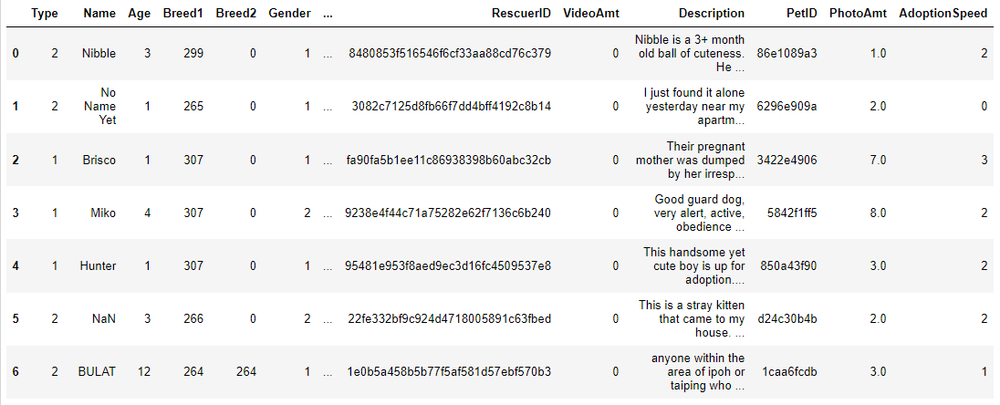 Type Name Age Breed1 Breed2 Gender ... RescuerID VideoAmt Description PetID PhotoAmt AdoptionSpeed
0 2 Nibble 3 299 0 1 ... 8480853f516546f6cf33aa88cd76c379 0 Nibble is a 3+ month old ball of cuteness. He ... 86e1089a3 1.0 2
1 2 No Name Yet 1 265 0 1 ... 3082c7125d8fb66f7dd4bff4192c8b14 0 I just found it alone yesterday near my apartm... 6296e909a 2.0 0
2 1 Brisco 1 307 0 1 ... fa90fa5b1ee11c86938398b60abc32cb 0 Their pregnant mother was dumped by her irresp... 3422e4906 7.0 3
3 1 Miko 4 307 0 2 ... 9238e4f44c71a75282e62f7136c6b240 0 Good guard dog, very alert, active, obedience ... 5842f1ff5 8.0 2
4 1 Hunter 1 307 0 1 ... 95481e953f8aed9ec3d16fc4509537e8 0 This handsome yet cute boy is up for adoption.... 850a43f90 3.0 2
5 2 NaN 3 266 0 2 ... 22fe332bf9c924d4718005891c63fbed 0 This is a stray kitten that came to my house. ... d24c30b4b 2.0 2
6 2 BULAT 12 264 264 1 ... 1e0b5a458b5b77f5af581d57ebf570b3 0 anyone within the area of ipoh or taiping who ... 1caa6fcdb 3.0 1